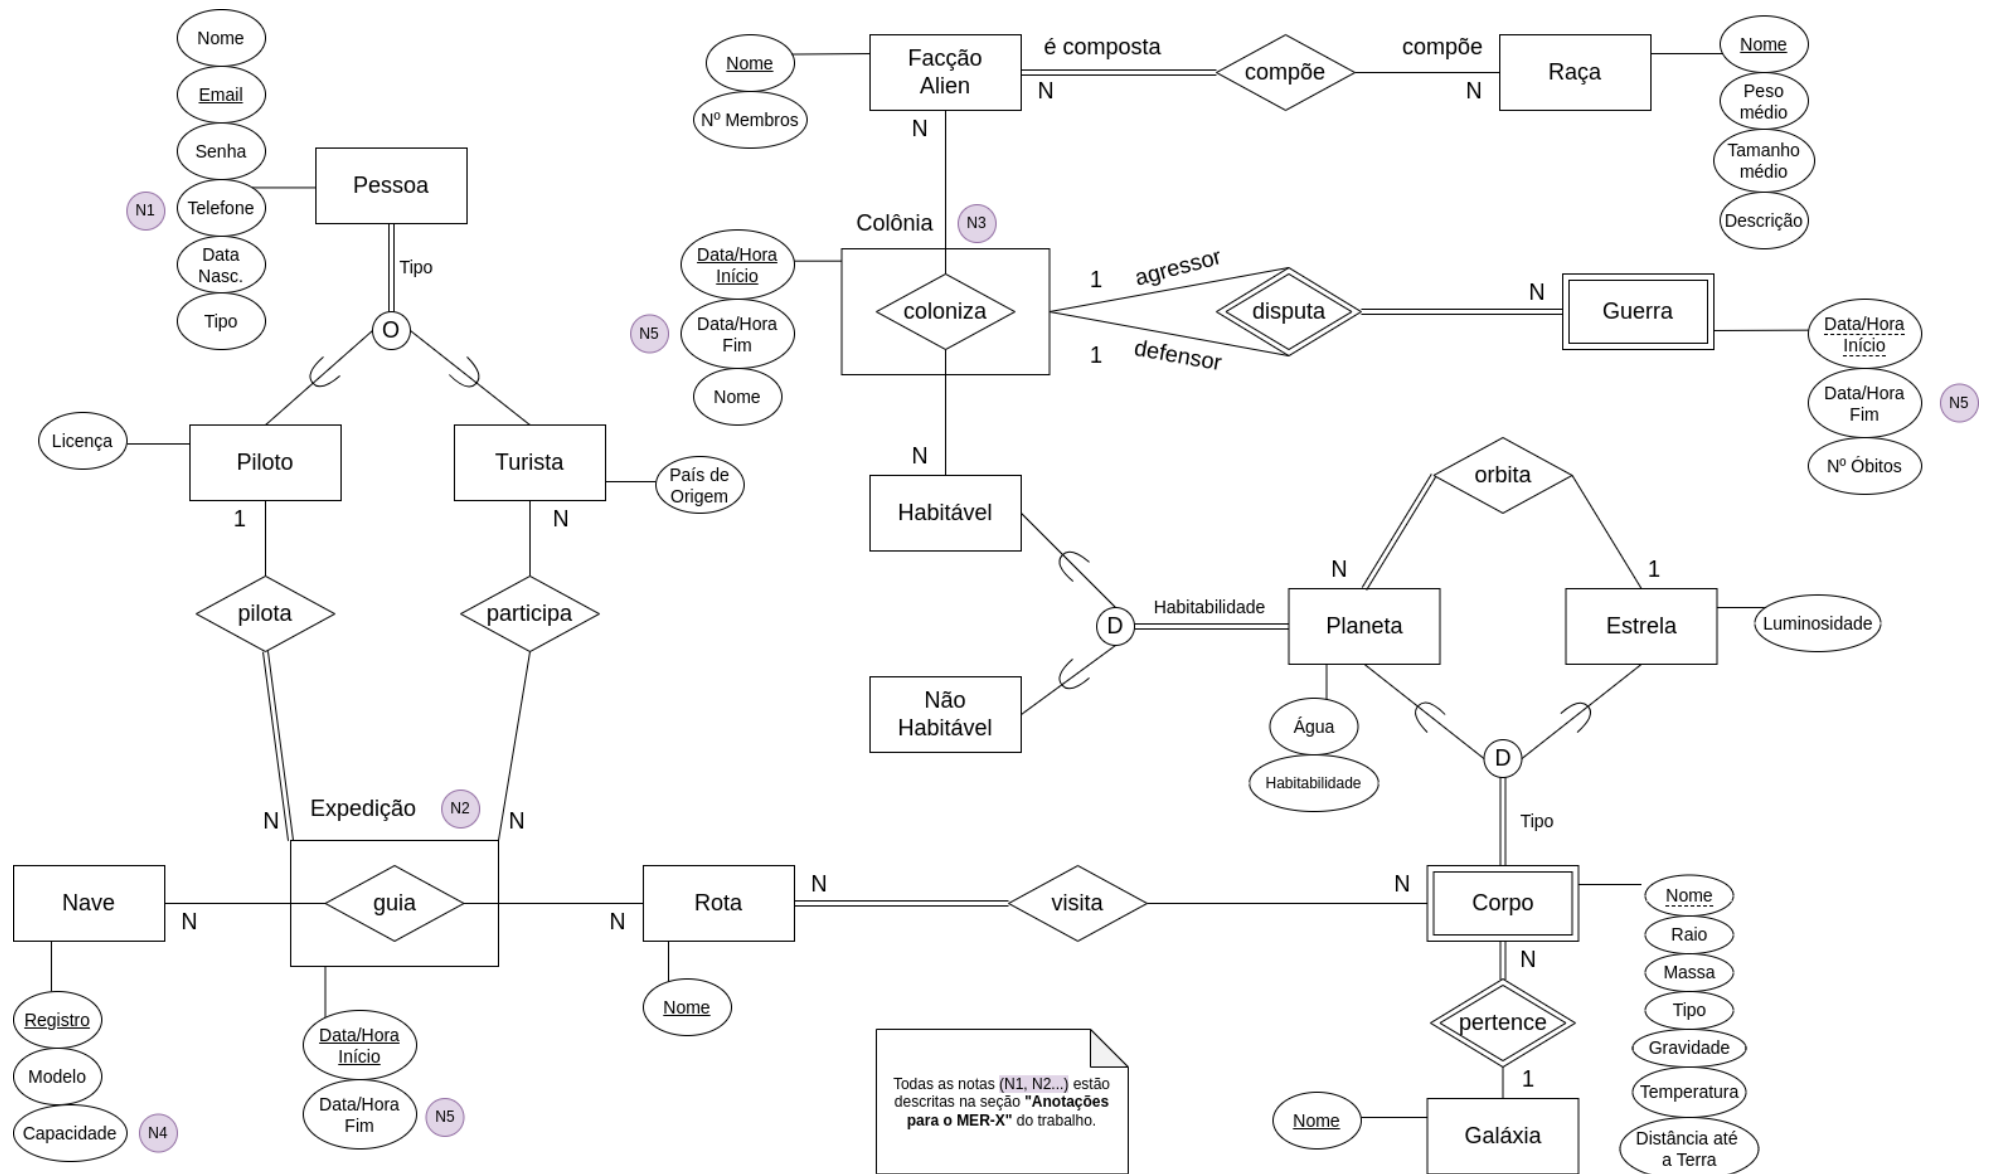 Nome
Email
Senha
Telefone
N1
Data
Nasc.
Tipo
Pessoa
Tipo
O
Licença
Piloto
Turista
País de
Origem
1
N
pilota
participa
N
Expedição
N2
N
Nave
N
guia
N
Rota
Registro
Modelo
Capacidade
N4
Data/Hora
Início
Data/Hora
Fim
N5
Nome
Nome
Nº Membros
Facção
Alien
é composta
N
compõe
compõe
N
Raça
Nome
Peso
médio
Tamanho
médio
Descrição
N
Colônia
N3
Data/Hora
Início
Data/Hora
Fim
N5
Nome
coloniza
1
agressor
1
defensor
disputa
N
Guerra
Data/Hora
Início
Data/Hora
Fim
N5
Nº Óbitos
N
Habitável
Não
Habitável
D
Habitabilidade
orbita
N
1
Planeta
Estrela
Luminosidade
Água
Habitabilidade
D
Tipo
N
visita
N
Corpo
Nome
Raio
Massa
Tipo
Gravidade
Temperatura
Distância até
a Terra
N
pertence
1
Nome
Galáxia
Todas as notas (N1, N2...) estão
descritas na seção "Anotações
para o MER-X" do trabalho.